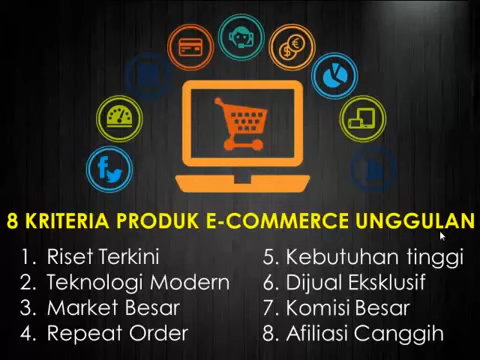 8 KRITERIA PRODUK E-COMMERCE UNGGULAN
1. Riset Terkini
2. Teknologi Modern
3. Market Besar
4. Repeat Order
5. Kebutuhan tinggi
6. Dijual Eksklusif
7. Komisi Besar
8. Afiliasi Canggih